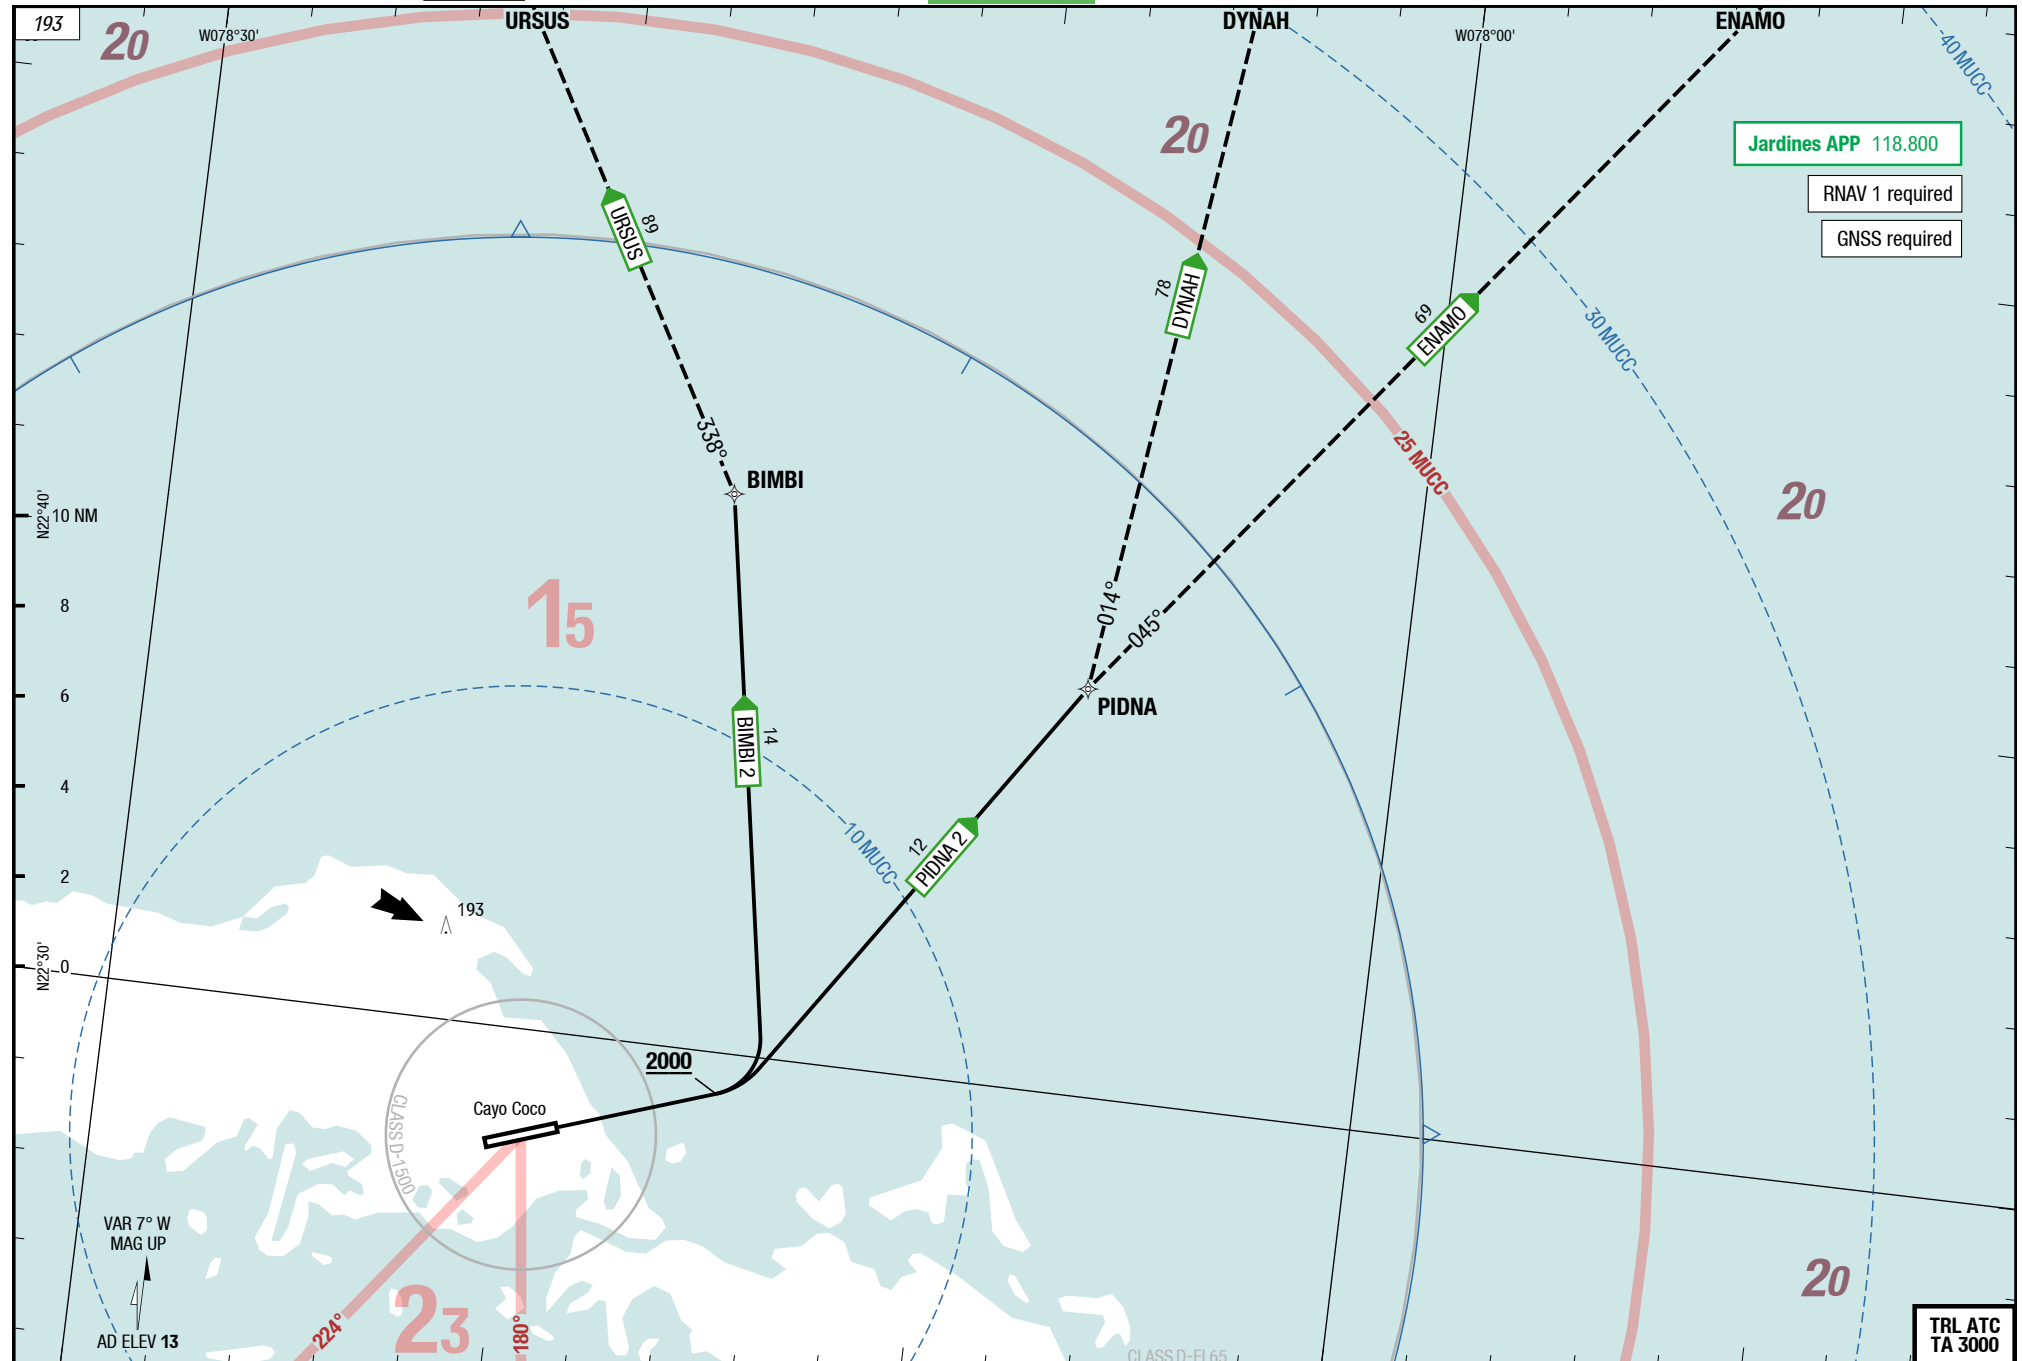 193
20
W078°30'
URSUS
DYNAH
W078°00'
ENAMO
40 MUCC
20
Jardines APP 118.800
RNAV 1 required
GNSS required
URSUS
89
DYNAH
78
ENAMO
69
30 MUCC
338°
BIMBI
25 MUCC
20
N22°40'
10 NM
8
6
4
2
0
N22°30'
15
014°
045°
PIDNA
BIMBI 2
14
10 MUCC
PIDNA 2
12
193
2000
Cayo Coco
CLASS D-1500
VAR 7° W
MAG UP
AD ELEV 13
224°
23
180°
20
CLASS D-FL65
TRL ATC
TA 3000